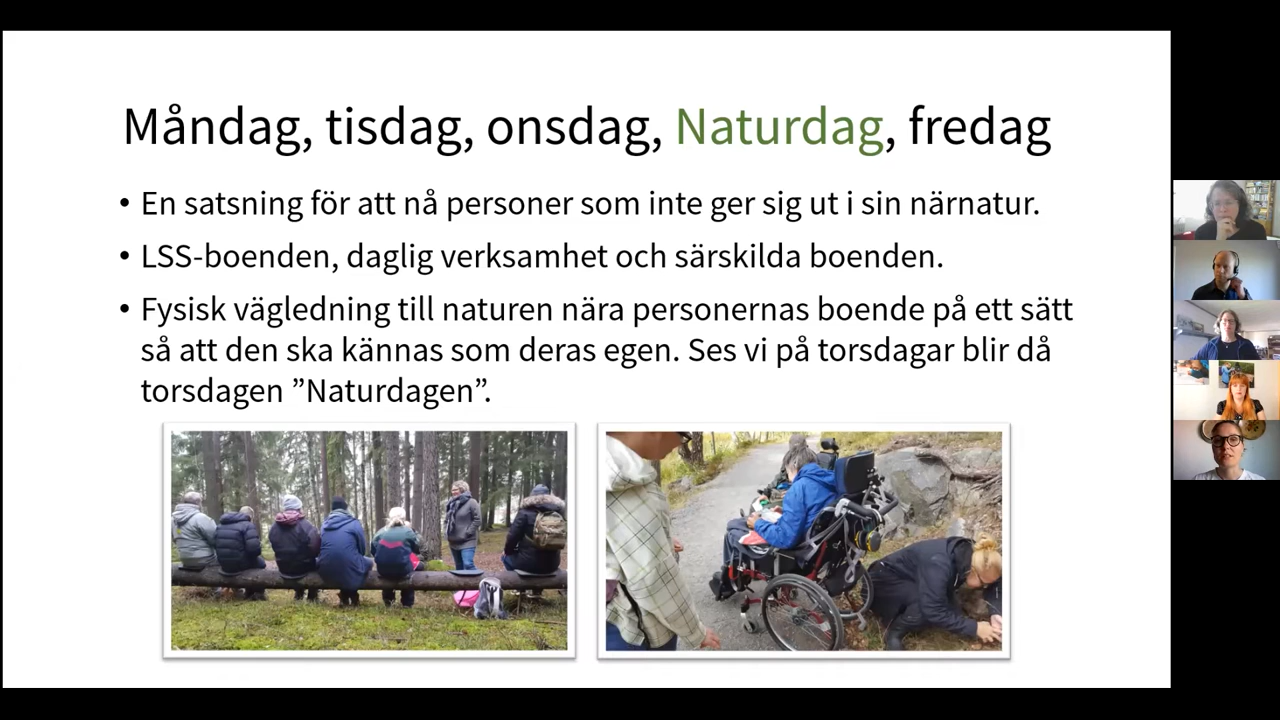 Måndag, tisdag, onsdag, Naturdag, fredag
• En satsning för att nå personer som inte ger sig ut i sin närnatur.
• LSS-boenden, daglig verksamhet och särskilda boenden.
• Fysisk vägledning till naturen nära personernas boende på ett sätt
så att den ska kännas som deras egen. Ses vi på torsdagar blir då
torsdagen ”Naturdagen”.